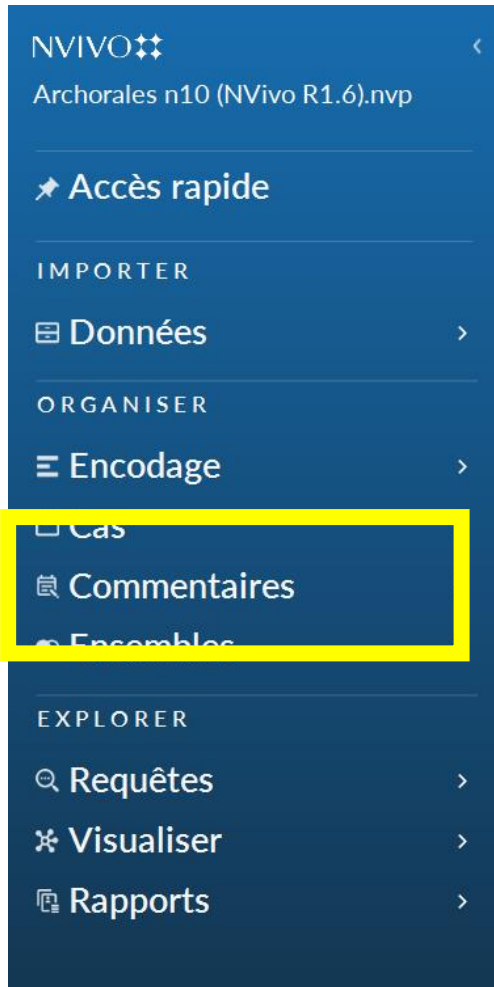 NVIVO
Archorales n10 (NVivo R1.6).nvp
Accès rapide
IMPORTER
Données
ORGANISER
Encodage
Cas
Commentaires
Ensembles
EXPLORER
Requêtes
Visualiser
Rapports